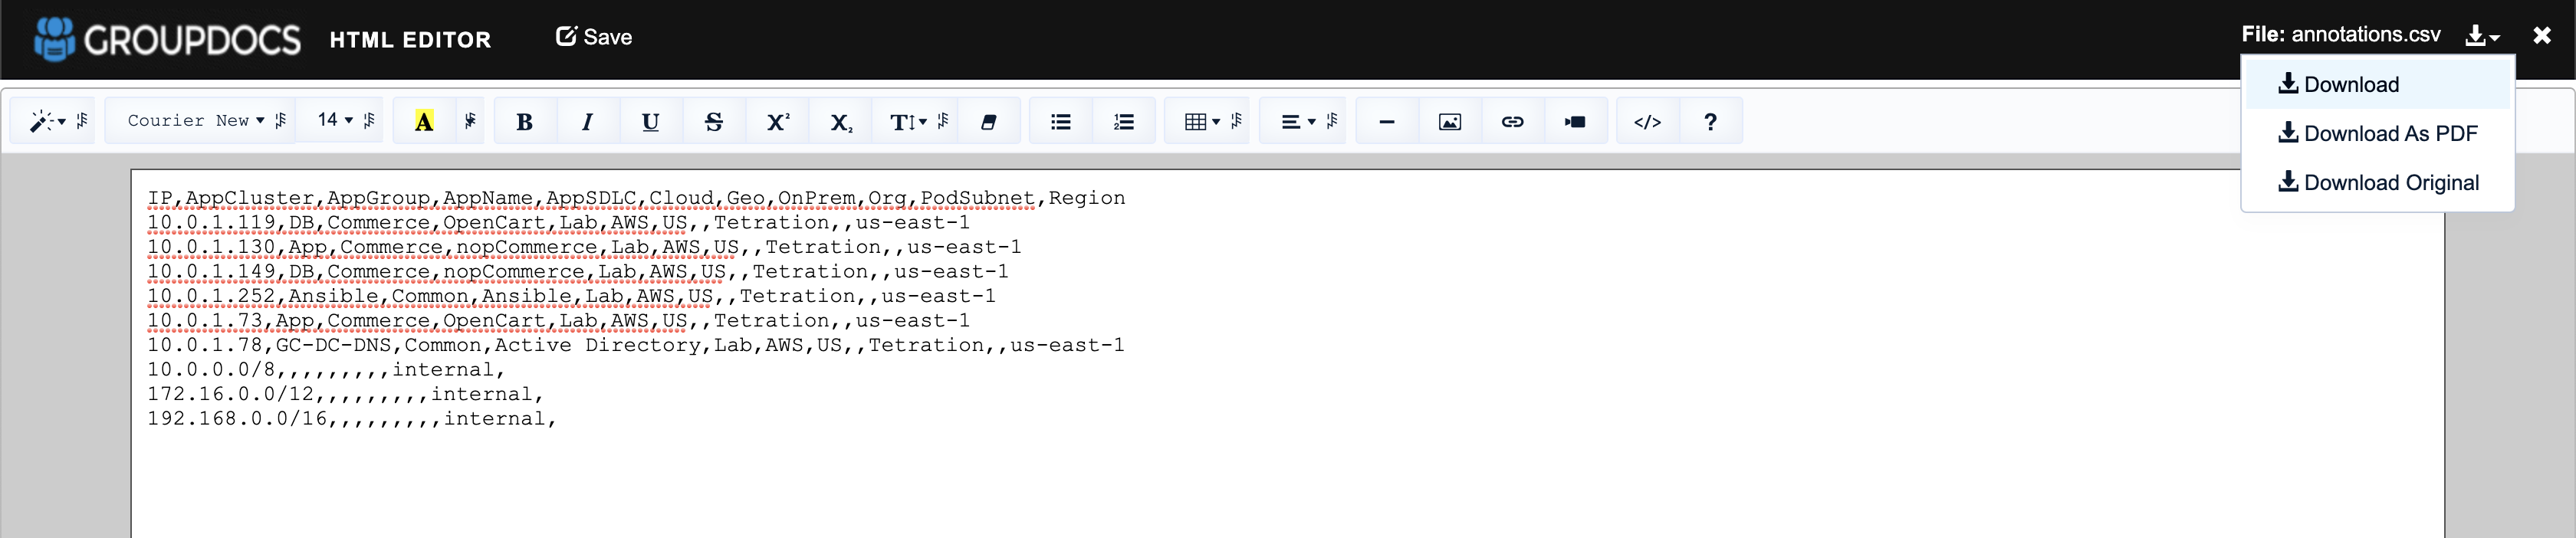 GROUPDOCS HTML EDITOR Save File: annotations.csv
Download
Download As PDF
Download Original
Courier New 14 A B I U S X² X₂ T </> ?
IP,AppCluster,AppGroup,AppName,AppSDLC,Cloud,Geo,OnPrem,Org,PodSubnet,Region
10.0.1.119,DB,Commerce,OpenCart,Lab,AWS,US,,Tetration,,us-east-1
10.0.1.130,App,Commerce,nopCommerce,Lab,AWS,US,,Tetration,,us-east-1
10.0.1.149,DB,Commerce,nopCommerce,Lab,AWS,US,,Tetration,,us-east-1
10.0.1.252,Ansible,Common,Ansible,Lab,AWS,US,,Tetration,,us-east-1
10.0.1.73,App,Commerce,OpenCart,Lab,AWS,US,,Tetration,,us-east-1
10.0.1.78,GC-DC-DNS,Common,Active Directory,Lab,AWS,US,,Tetration,,us-east-1
10.0.0.0/8,,,,,,,,,internal,
172.16.0.0/12,,,,,,,,,internal,
192.168.0.0/16,,,,,,,,,internal,